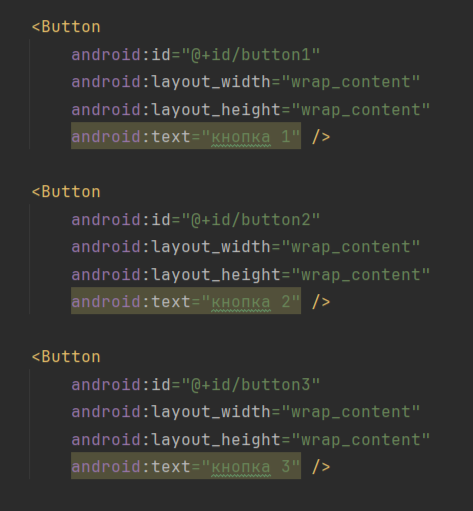 <Button
android:id="@+id/button1"
android:layout_width="wrap_content"
android:layout_height="wrap_content"
android:text="кнопка 1" />
<Button
android:id="@+id/button2"
android:layout_width="wrap_content"
android:layout_height="wrap_content"
android:text="кнопка 2" />
<Button
android:id="@+id/button3"
android:layout_width="wrap_content"
android:layout_height="wrap_content"
android:text="кнопка 3" />